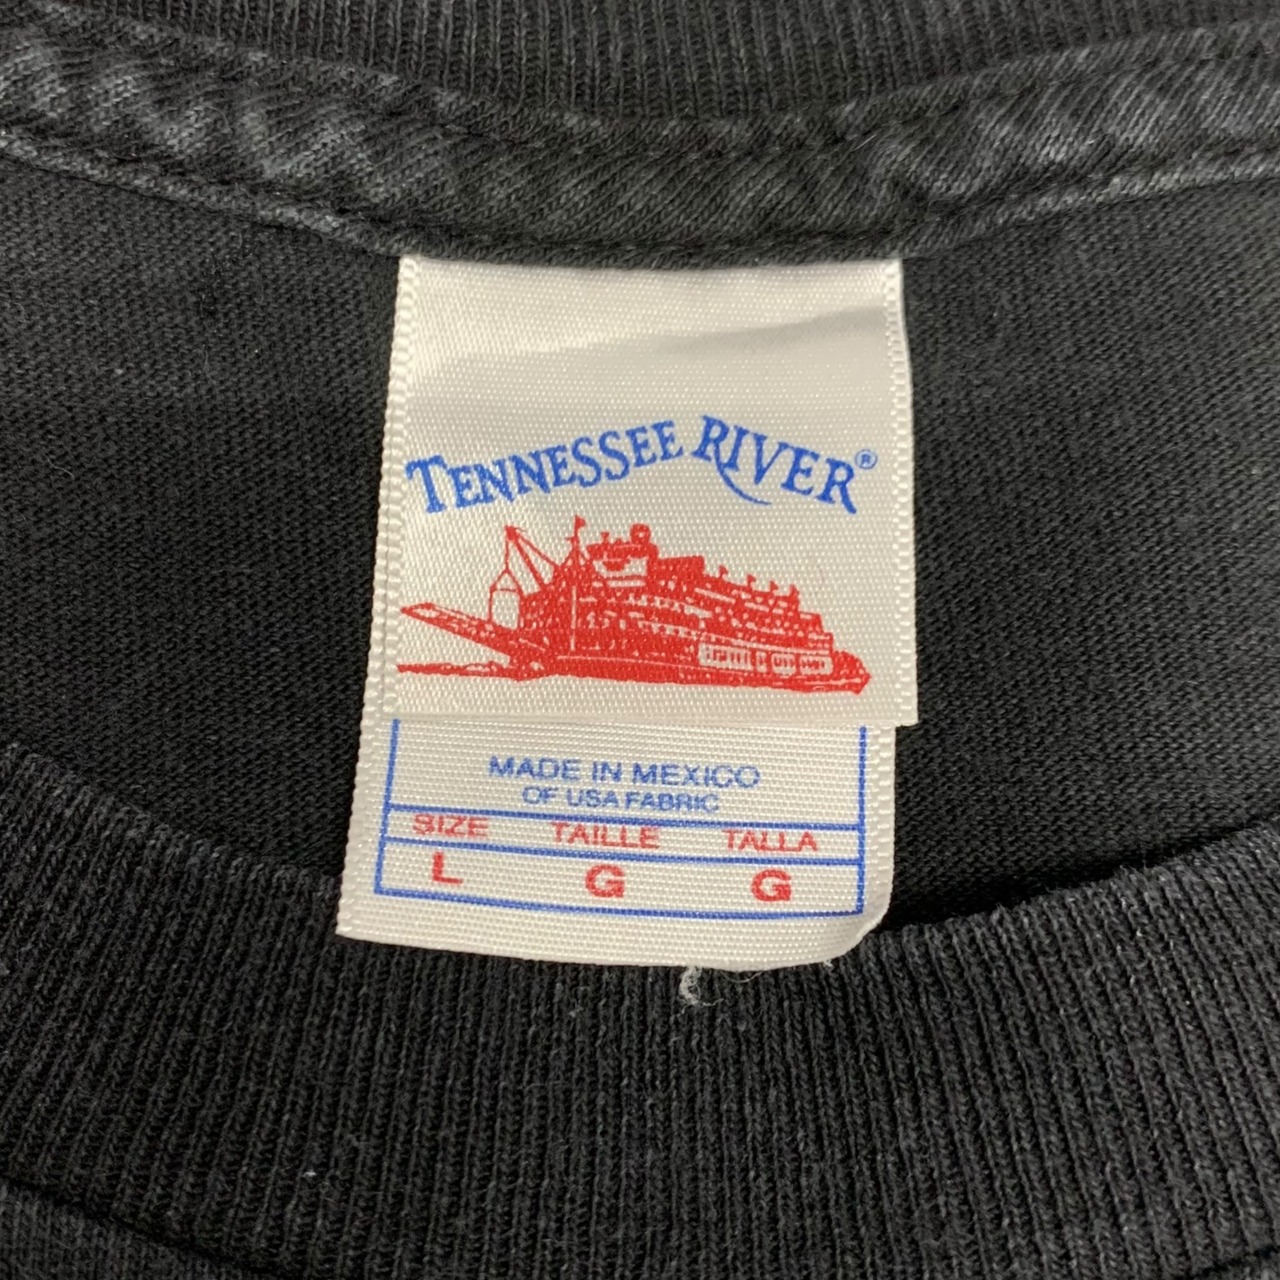 TENNESSEE RIVER®
MADE IN MEXICO
OF USA FABRIC
SIZE TAILLE TALLA
L G G